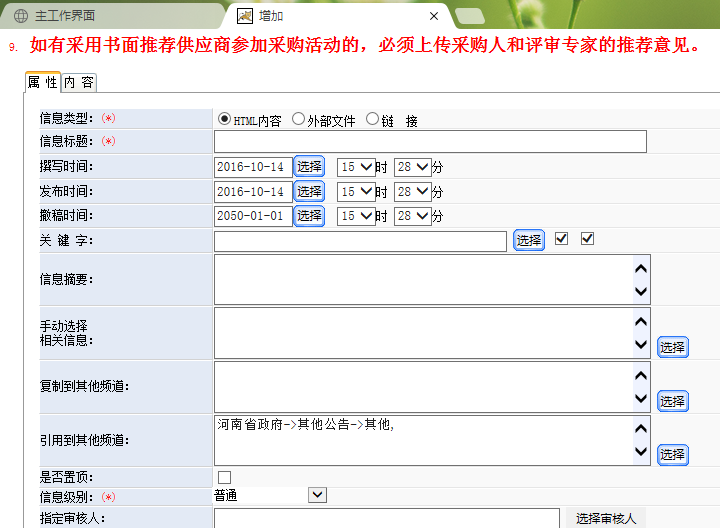 主工作界面
增加
9. 如有采用书面推荐供应商参加采购活动的，必须上传采购人和评审专家的推荐意见。
属 性 内 容
信息类型：(*) HTML内容 外部文件 链 接
信息标题：(*)
撰写时间： 2016-10-14 选择 15 时 28 分
发布时间： 2016-10-14 选择 15 时 28 分
撤稿时间： 2050-01-01 选择 15 时 28 分
关 键 字： 选择
信息摘要：
手动选择
相关信息： 选择
复制到其他频道： 选择
引用到其他频道： 河南省政府->其他公告->其他, 选择
是否置顶：
信息级别：(*) 普通
指定审核人： 选择审核人